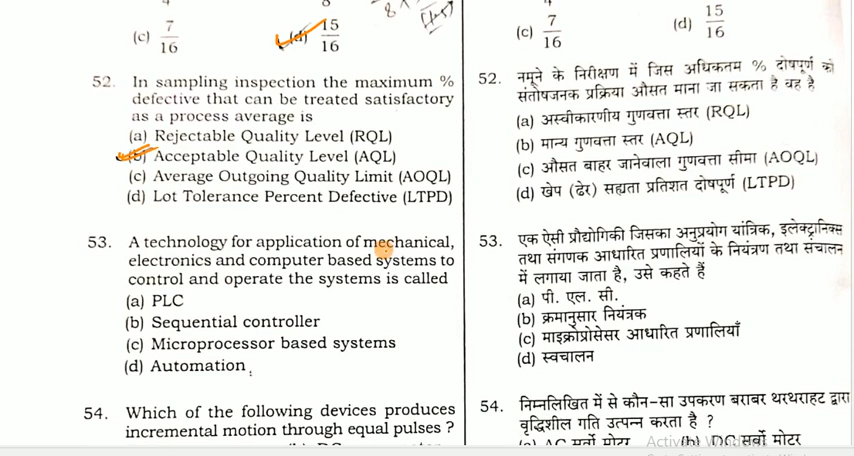 (c) 7/16
(d) 15/16
52. In sampling inspection the maximum %
defective that can be treated satisfactory
as a process average is
(a) Rejectable Quality Level (RQL)
(b) Acceptable Quality Level (AQL)
(c) Average Outgoing Quality Limit (AOQL)
(d) Lot Tolerance Percent Defective (LTPD)
53. A technology for application of mechanical,
electronics and computer based systems to
control and operate the systems is called
(a) PLC
(b) Sequential controller
(c) Microprocessor based systems
(d) Automation
54. Which of the following devices produces
incremental motion through equal pulses ?
(c) 7/16
(d) 15/16
52. नमूने के निरीक्षण में जिस अधिकतम % दोषपूर्ण को
संतोषजनक प्रक्रिया औसत माना जा सकता है वह है
(a) अस्वीकारणीय गुणवत्ता स्तर (RQL)
(b) मान्य गुणवत्ता स्तर (AQL)
(c) औसत बाहर जानेवाला गुणवत्ता सीमा (AOQL)
(d) खेप (ढेर) सह्यता प्रतिशत दोषपूर्ण (LTPD)
53. एक ऐसी प्रौद्योगिकी जिसका अनुप्रयोग यांत्रिक, इलेक्ट्रानिक्स
तथा संगणक आधारित प्रणालियों के नियंत्रण तथा संचालन
में लगाया जाता है, उसे कहते हैं
(a) पी. एल. सी.
(b) क्रमानुसार नियंत्रक
(c) माइक्रोप्रोसेसर आधारित प्रणालियाँ
(d) स्वचालन
54. निम्नलिखित में से कौन-सा उपकरण बराबर थरथराहट द्वारा
वृद्धिशील गति उत्पन्न करता है ?
(a) AC सर्वो मोटर (b) DC सर्वो मोटर